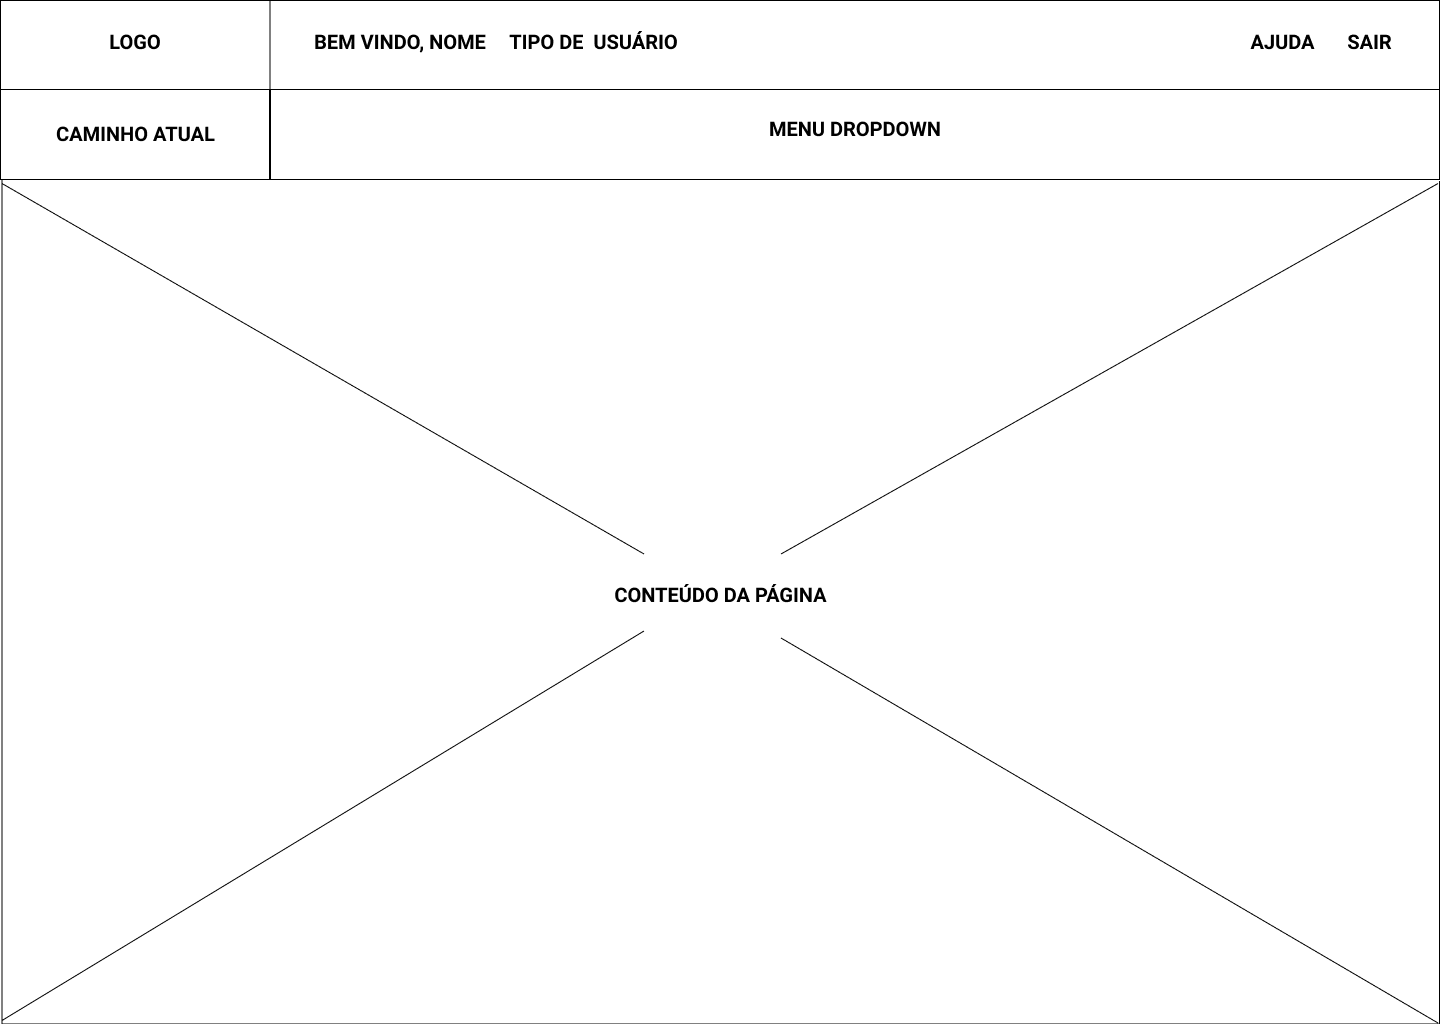 LOGO
BEM VINDO, NOME TIPO DE USUÁRIO
AJUDA SAIR
CAMINHO ATUAL
MENU DROPDOWN
CONTEÚDO DA PÁGINA